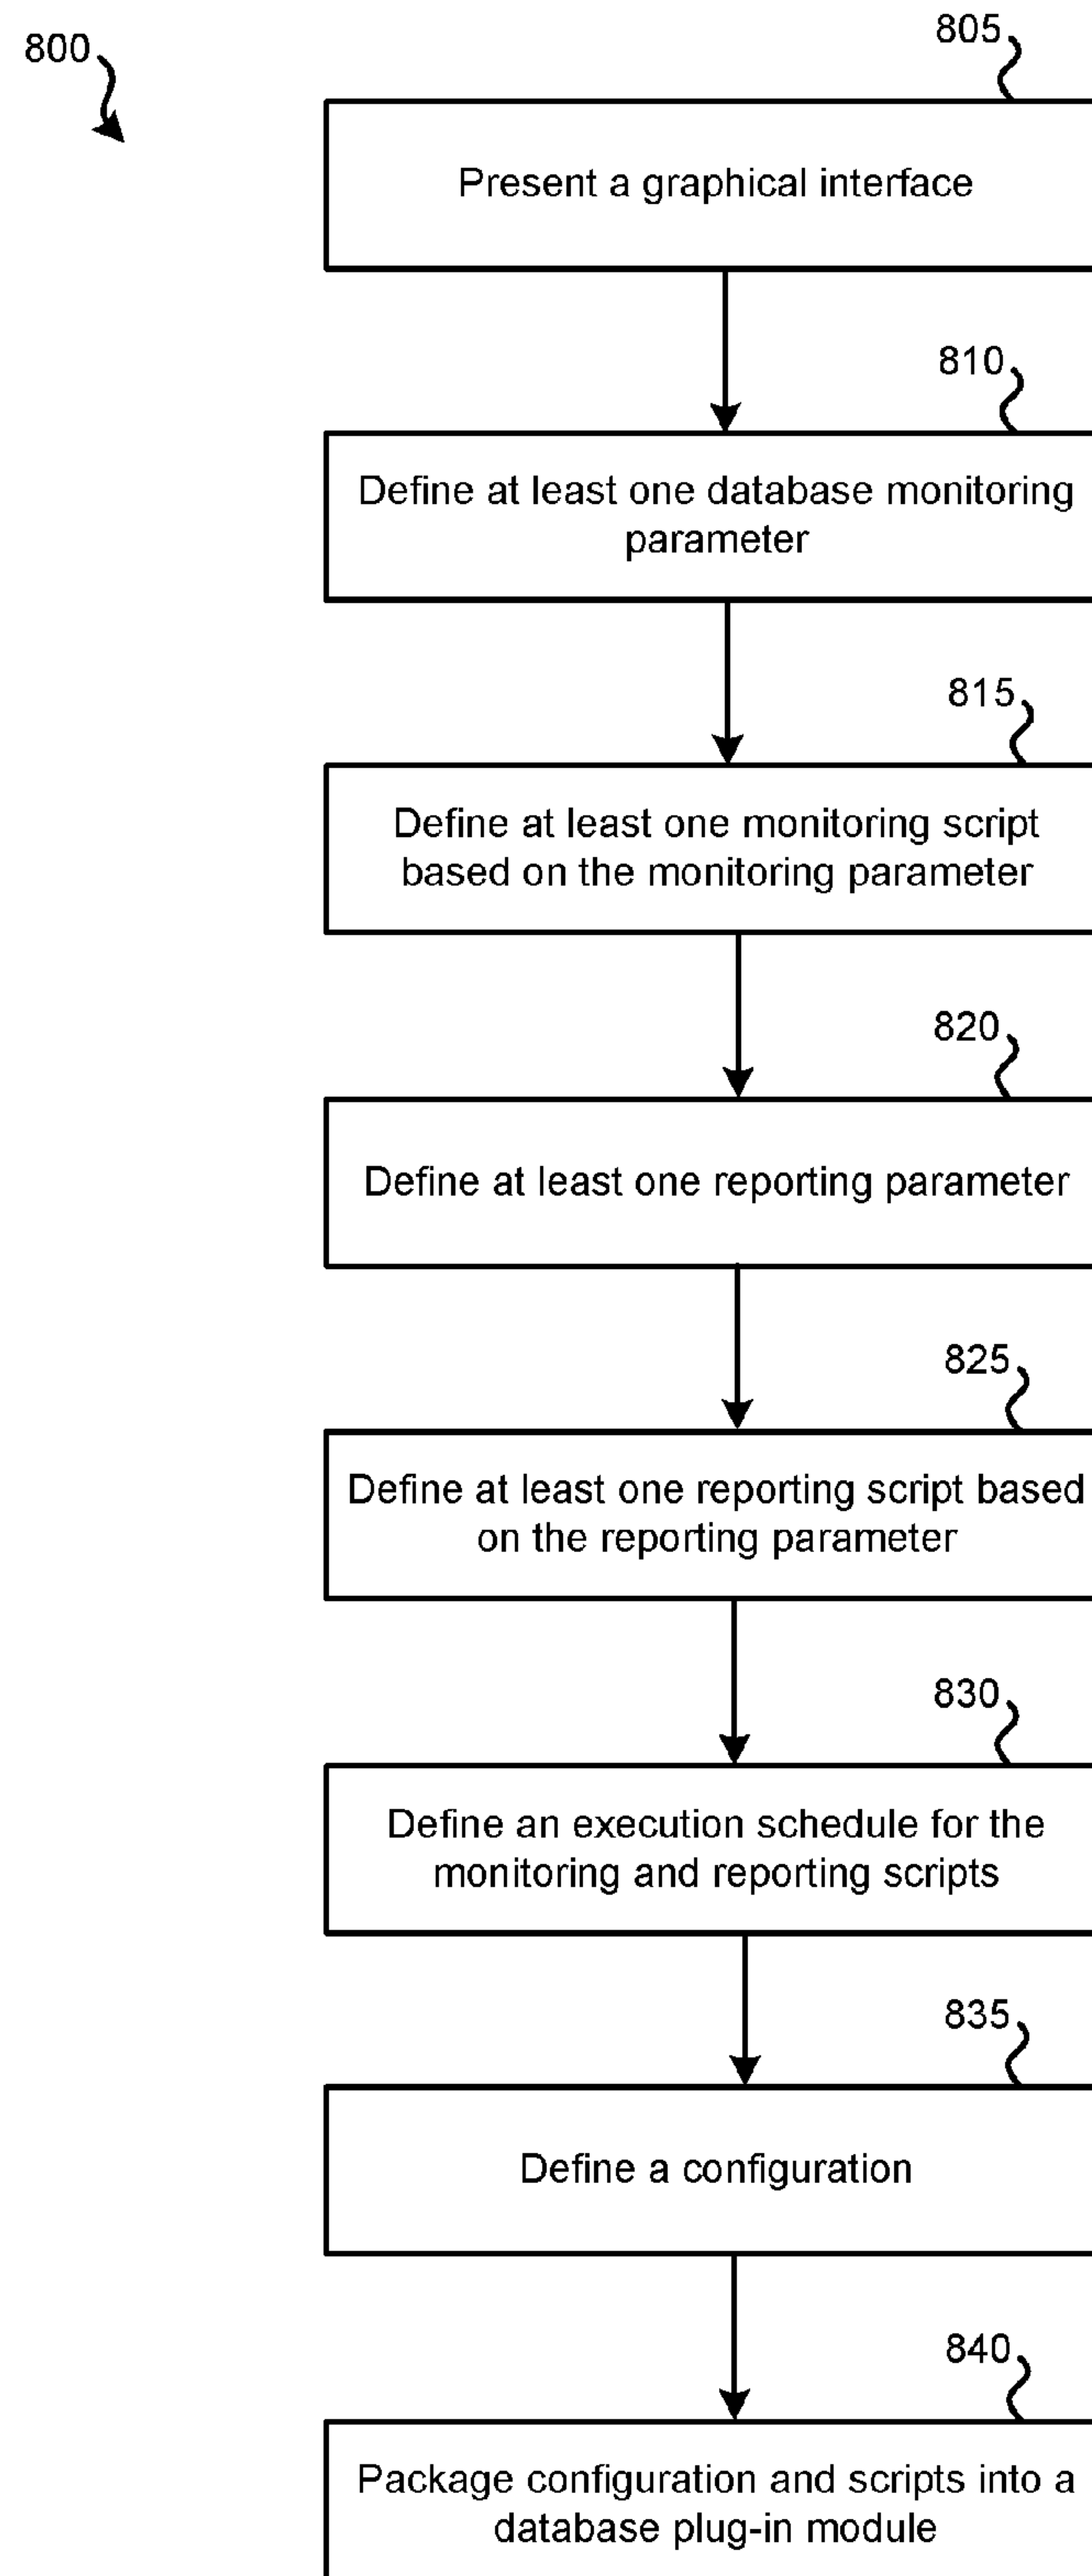 800
805
Present a graphical interface
810
Define at least one database monitoring
parameter
815
Define at least one monitoring script
based on the monitoring parameter
820
Define at least one reporting parameter
825
Define at least one reporting script based
on the reporting parameter
830
Define an execution schedule for the
monitoring and reporting scripts
835
Define a configuration
840
Package configuration and scripts into a
database plug-in module